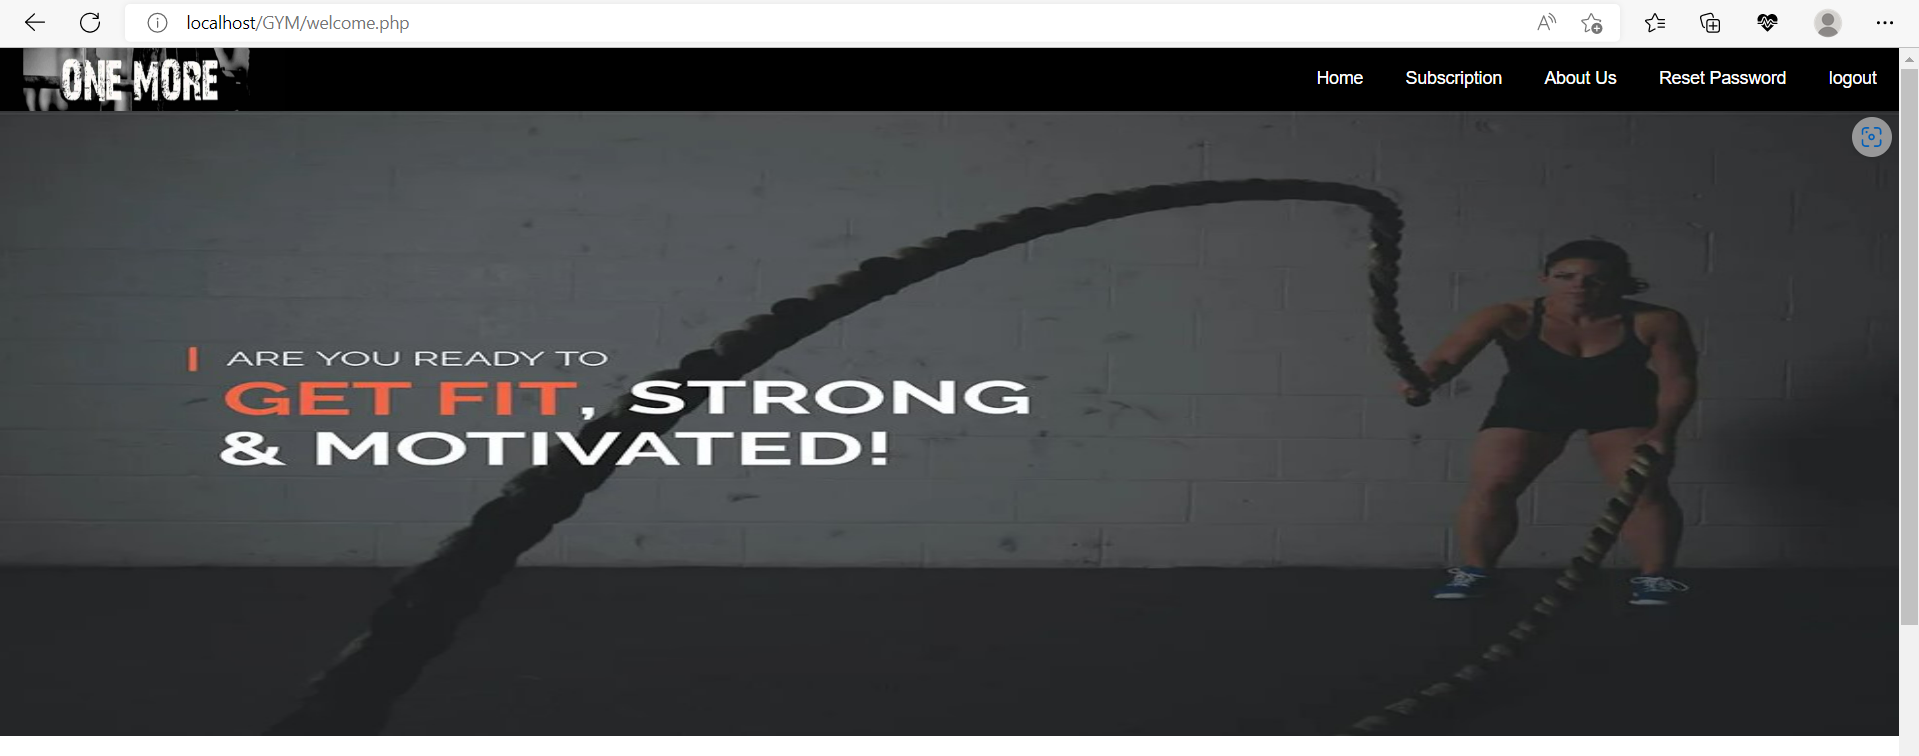 localhost/GYM/welcome.php
ONE MORE
Home Subscription About Us Reset Password logout
ARE YOU READY TO
GET FIT, STRONG
& MOTIVATED!